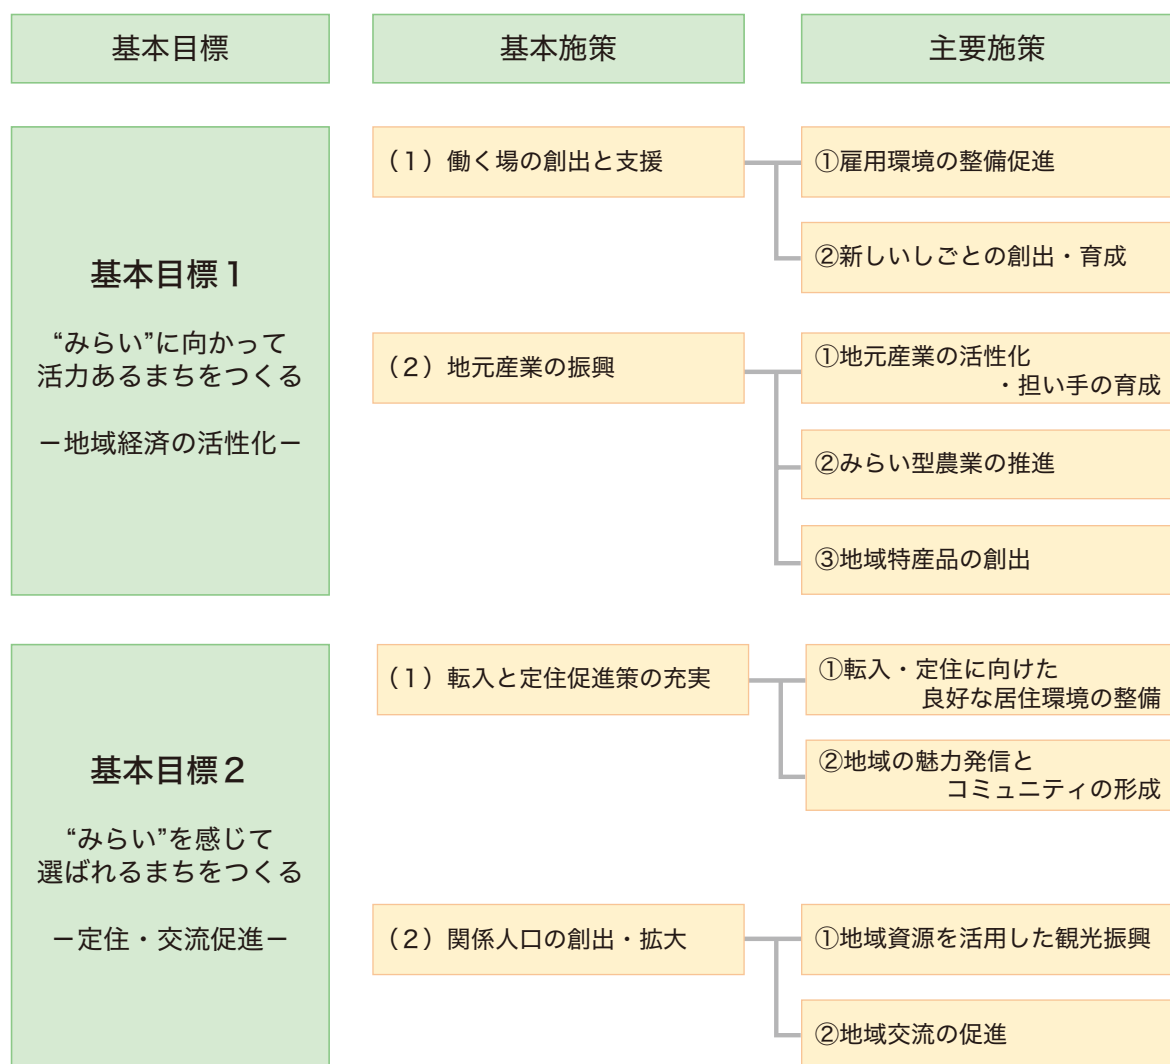 基本目標
基本施策
主要施策
基本目標1
“みらい”に向かって
活力あるまちをつくる
－地域経済の活性化－
（1）働く場の創出と支援
①雇用環境の整備促進
②新しいしごとの創出・育成
（2）地元産業の振興
①地元産業の活性化
・担い手の育成
②みらい型農業の推進
③地域特産品の創出
基本目標2
“みらい”を感じて
選ばれるまちをつくる
－定住・交流促進－
（1）転入と定住促進策の充実
①転入・定住に向けた
良好な居住環境の整備
②地域の魅力発信と
コミュニティの形成
（2）関係人口の創出・拡大
①地域資源を活用した観光振興
②地域交流の促進